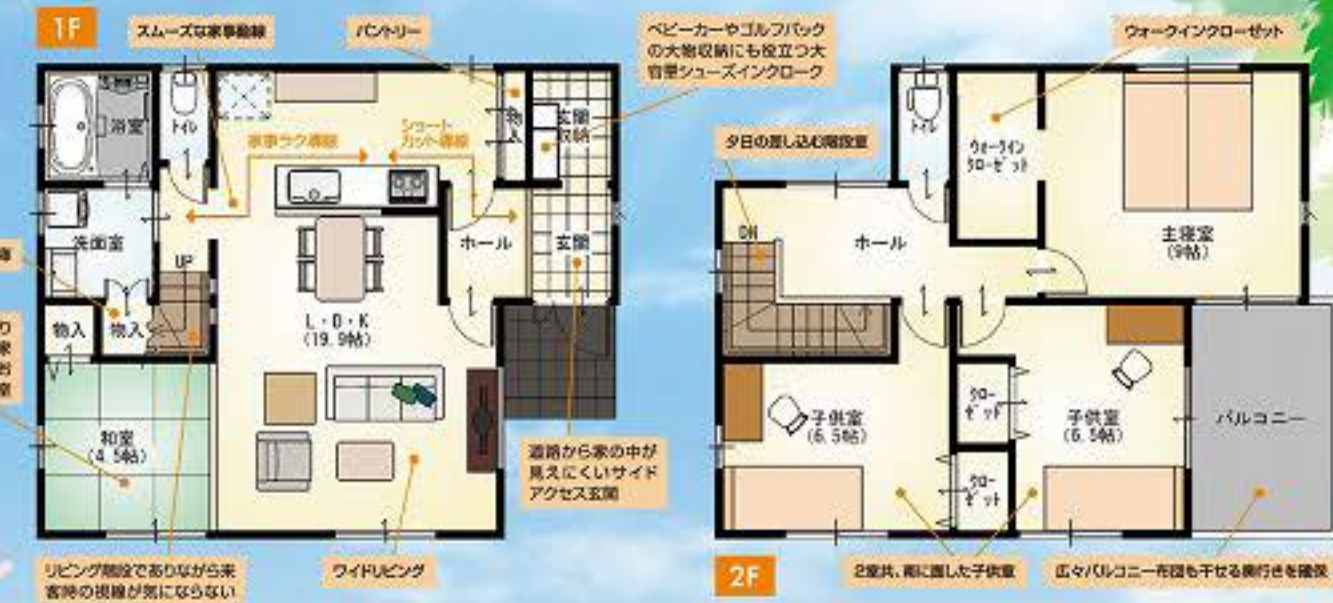 1F
スムーズな家事動線
パントリー
ベビーカーやゴルフバック
の大物収納にも役立つ大
容量シューズインクローク
浴室
トイレ
家事ラク導線
ショート
カット導線
物入
玄関
収納
洗面室
UP
ホール
玄関
庫
物入
物入
L・D・K
(19.9帖)
り
家
お
室
和室
(4.5帖)
道路から家の中が
見えにくいサイド
アクセス玄関
リビング階段でありながら来
客時の視線が気にならない
ワイドリビング
ウォークインクローゼット
夕日の差し込む階段室
トイレ
ウォークイン
クローゼット
主寝室
(9帖)
DN
ホール
子供室
(6.5帖)
クロー
ゼット
クロー
ゼット
子供室
(6.5帖)
バルコニー
2F
2室共、南に面した子供室
広々バルコニー布団も干せる奥行きを確保